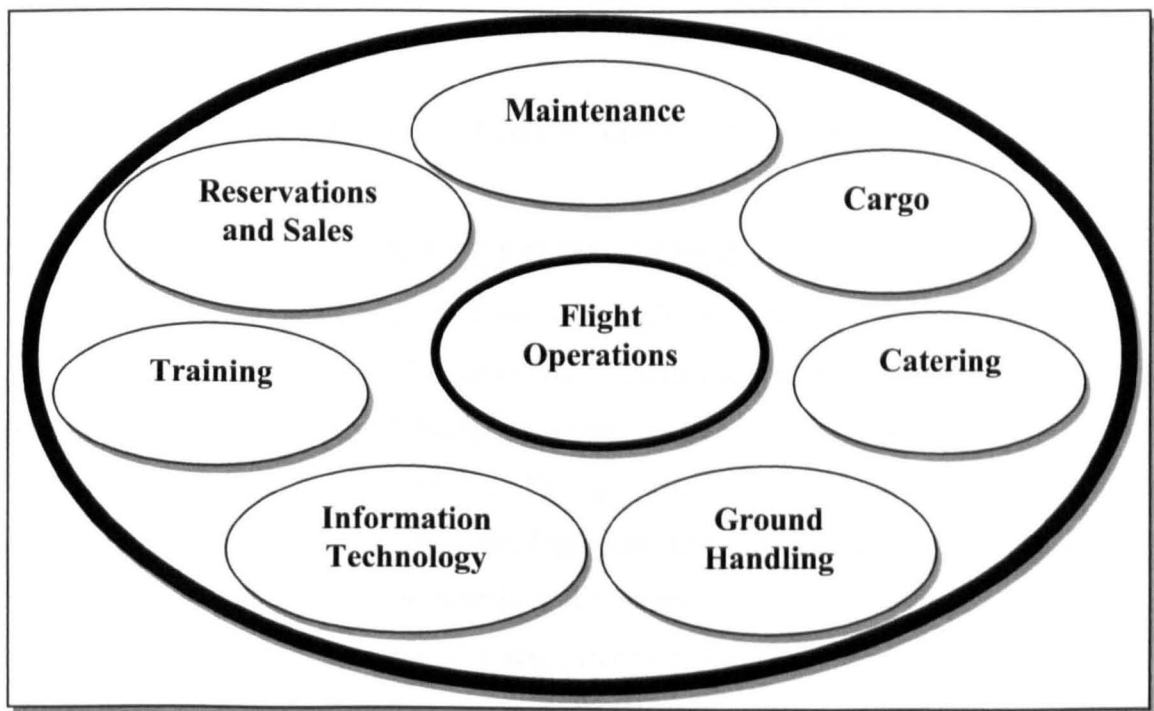 Maintenance
Reservations
and Sales
Cargo
Flight
Operations
Training
Catering
Information
Technology
Ground
Handling